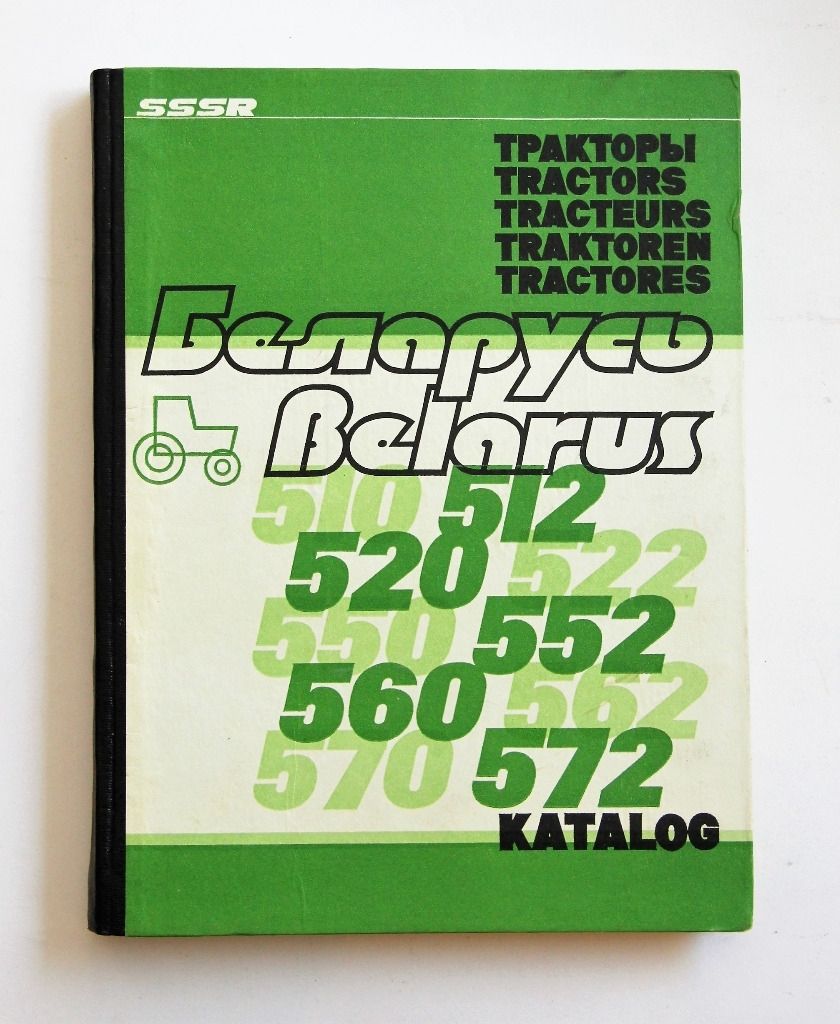 SSSR
ТРАКТОРЫ
TRACTORS
TRACTEURS
TRAKTOREN
TRACTORES
Беларусь
Belarus
510 512
520 522
550 552
560 562
570 572
KATALOG